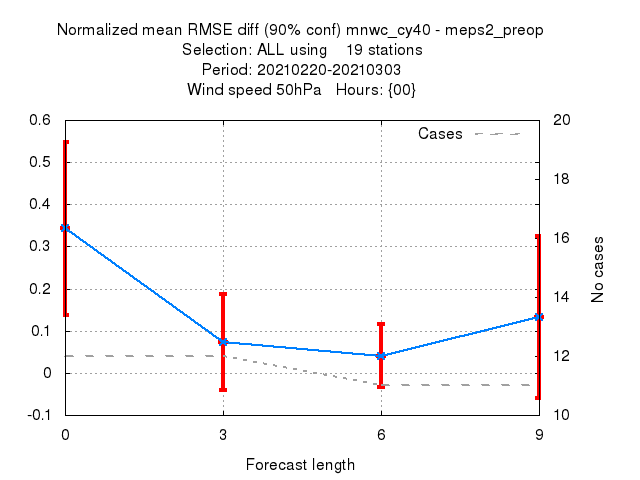 Normalized mean RMSE diff (90% conf) mnwc_cy40 - meps2_preop
Selection: ALL using 19 stations
Period: 20210220-20210303
Wind speed 50hPa Hours: {00}
Cases
0.6
0.5
0.4
0.3
0.2
0.1
0
-0.1
20
18
16
14
12
10
No cases
0 3 6 9
Forecast length